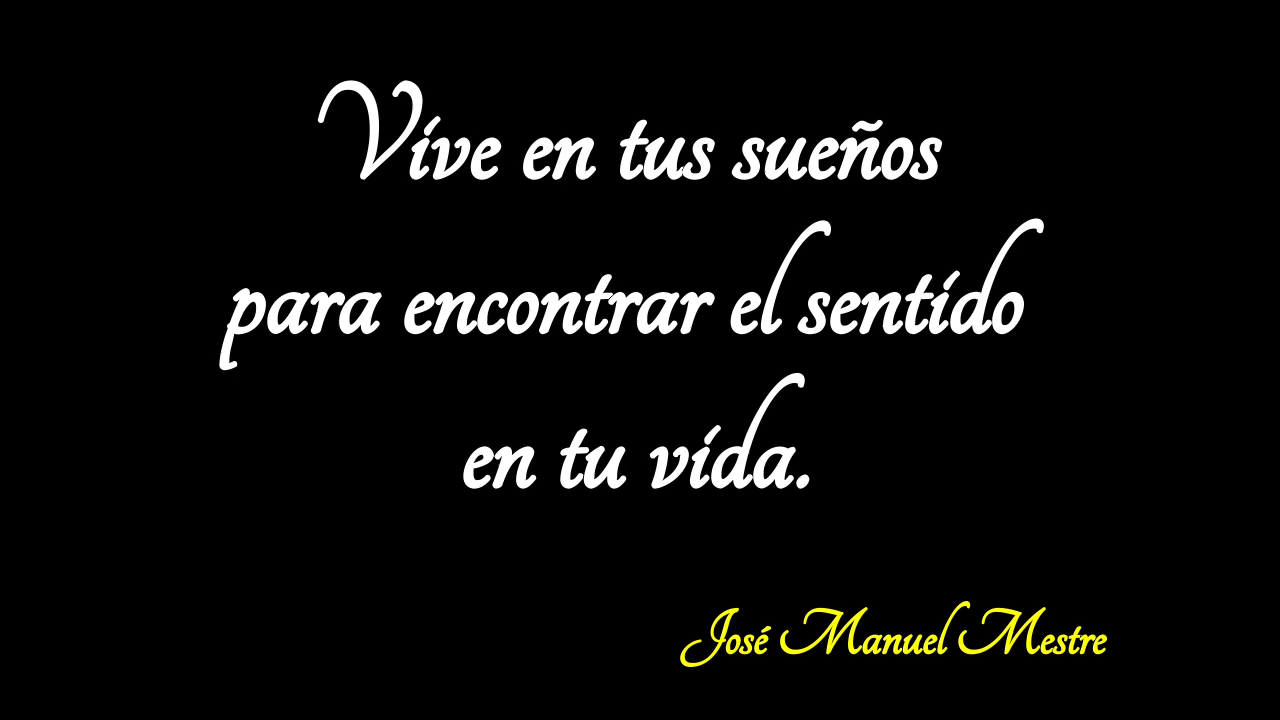 Vive en tus sueños
para encontrar el sentido
en tu vida.
José Manuel Mestre